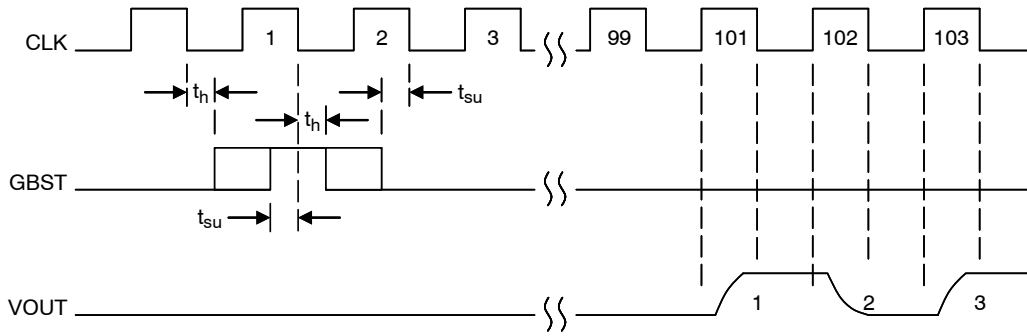 CLK 1 2 3 99 101 102 103
th tsu
th
GBST
tsu
VOUT 1 2 3